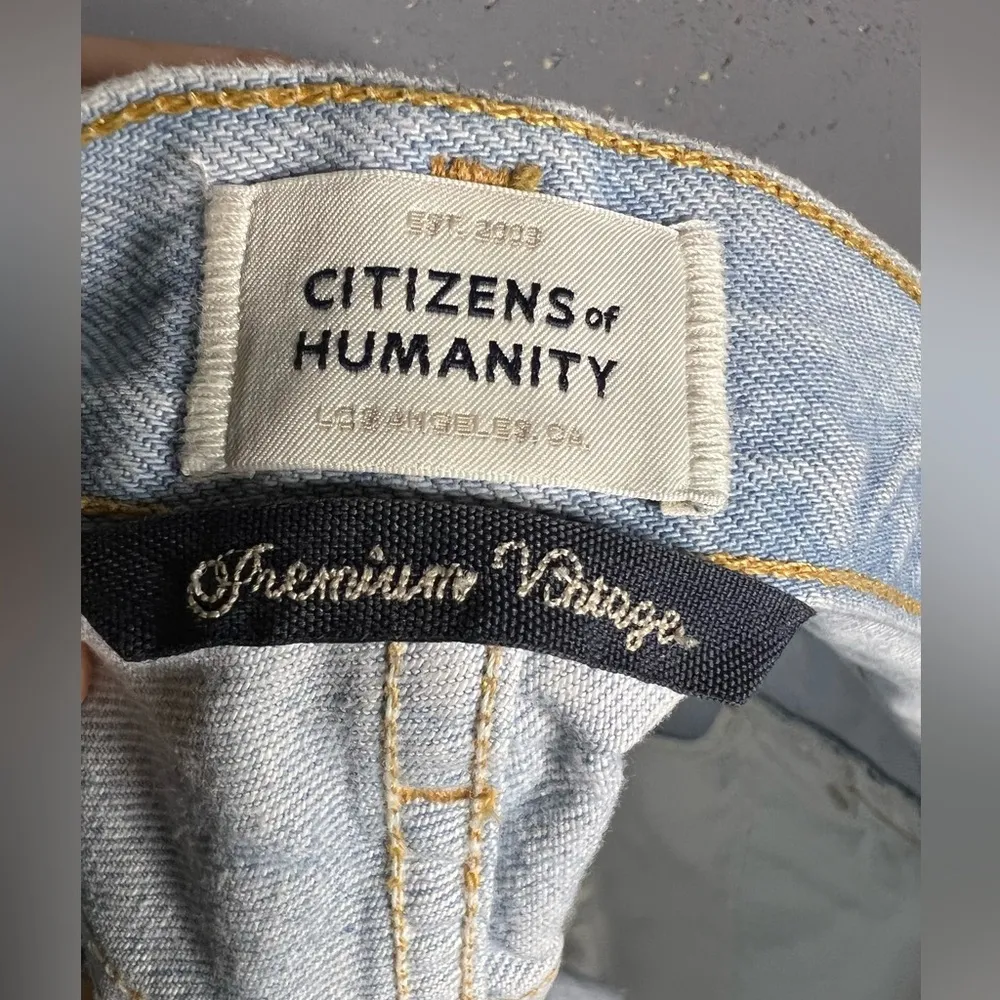 EST. 2003
CITIZENS of
HUMANITY
LOS ANGELES, CA.
Premium Vintage